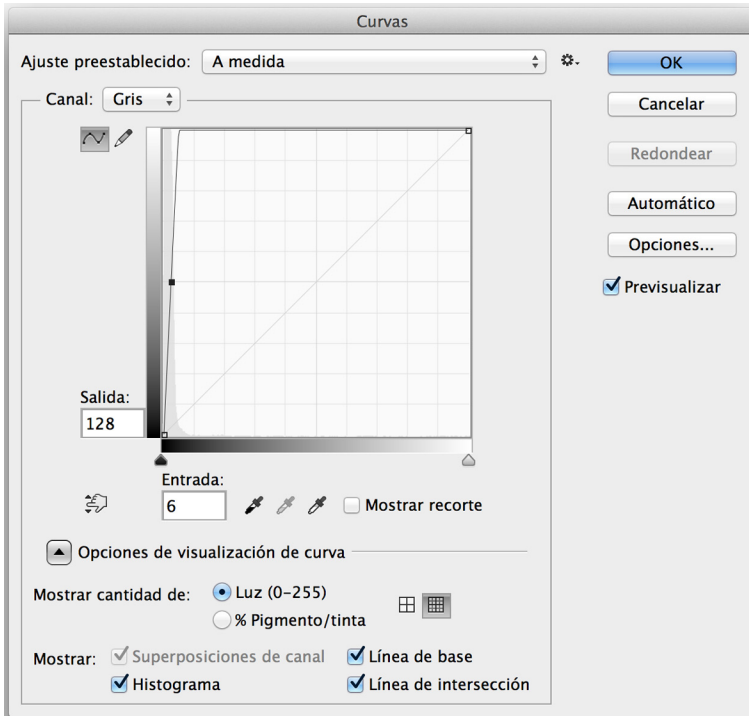 Curvas
Ajuste preestablecido: A medida
OK
Canal: Gris
Cancelar
Redondear
Automático
Opciones...
Previsualizar
Salida:
128
Entrada:
6
Mostrar recorte
Opciones de visualización de curva
Mostrar cantidad de: Luz (0-255)
% Pigmento/tinta
Mostrar: Superposiciones de canal Línea de base
Histograma Línea de intersección